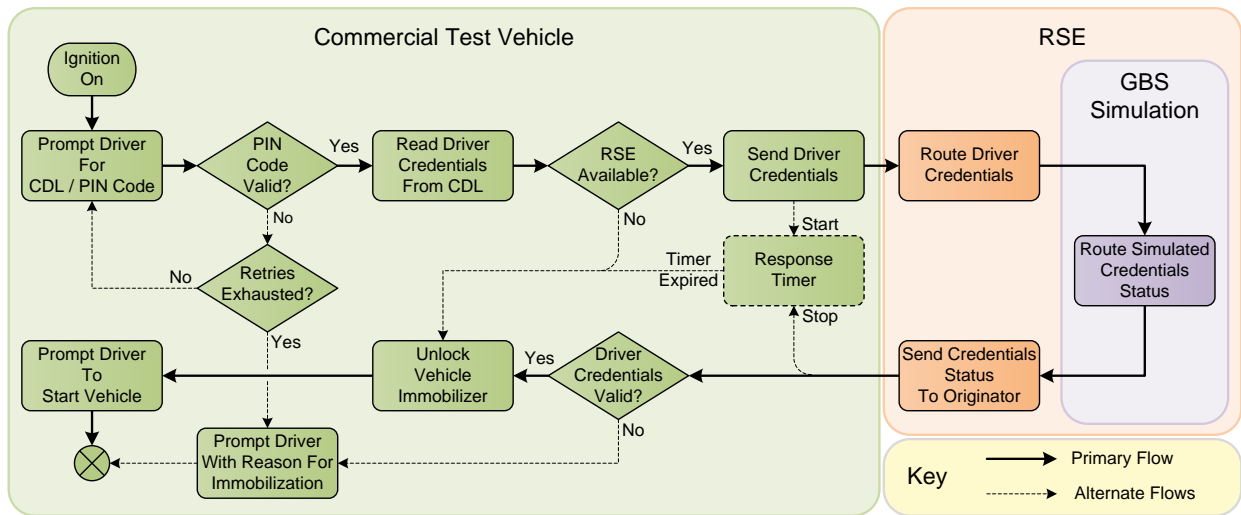 Commercial Test Vehicle
RSE
GBS
Simulation
Ignition
On
Prompt Driver
For
CDL / PIN Code
PIN
Code
Valid?
Yes
Read Driver
Credentials
From CDL
RSE
Available?
Yes
Send Driver
Credentials
Route Driver
Credentials
No
No
Start
Route Simulated
Credentials
Status
Retries
Exhausted?
No
Timer
Expired
Response
Timer
Stop
Yes
Prompt Driver
To
Start Vehicle
Unlock
Vehicle
Immobilizer
Yes
Driver
Credentials
Valid?
Send Credentials
Status
To Originator
No
Prompt Driver
With Reason For
Immobilization
Key
Primary Flow
Alternate Flows